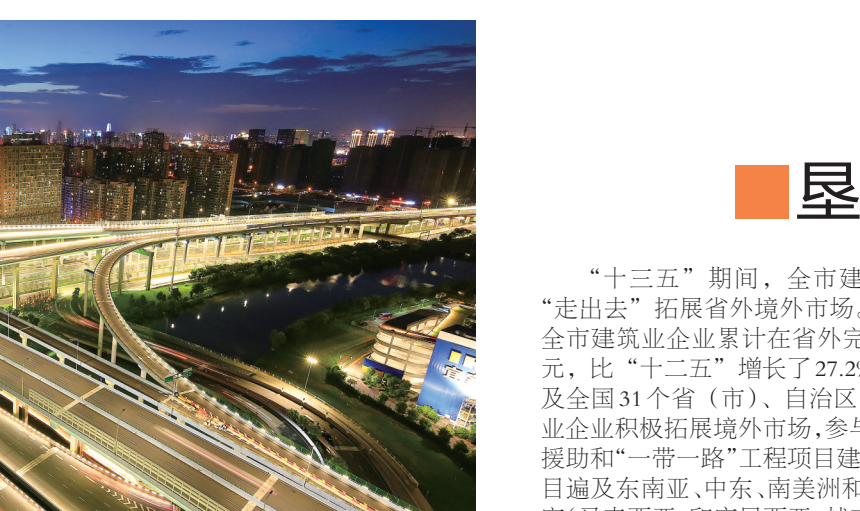 垦
“十三五”期间，全市建
“走出去”拓展省外境外市场。
全市建筑业企业累计在省外完
元，比“十二五”增长了27.29
及全国31个省（市）、自治区
业企业积极拓展境外市场，参与
援助和“一带一路”工程项目建
目遍及东南亚、中东、南美洲和